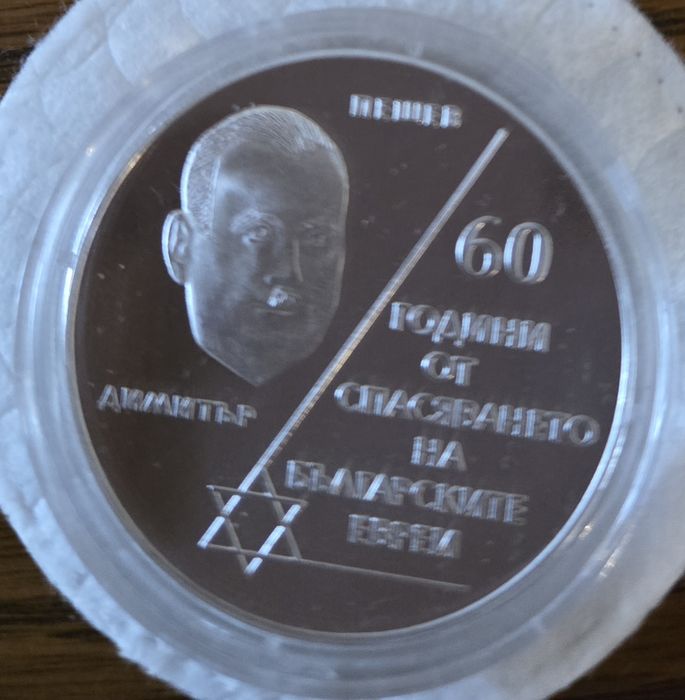 ПЕШЕВ
ДИМИТЪР
60
ГОДИНИ
ОТ
СПАСЯВАНЕТО
НА
БЪЛГАРСКИТЕ
ЕВРЕИ